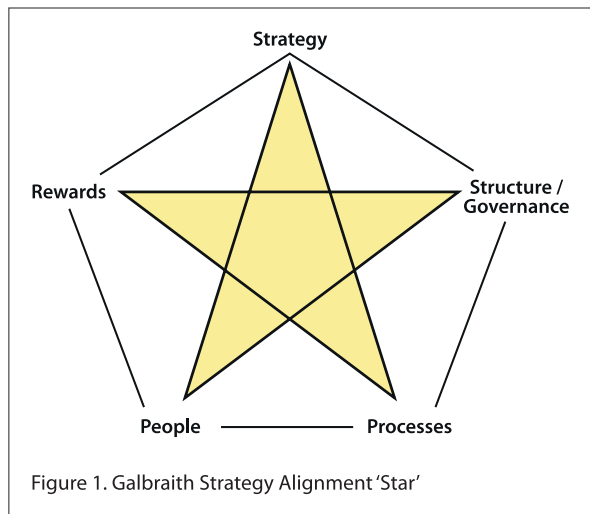 Strategy
Rewards
Structure /
Governance
People
Processes
Figure 1. Galbraith Strategy Alignment ‘Star’